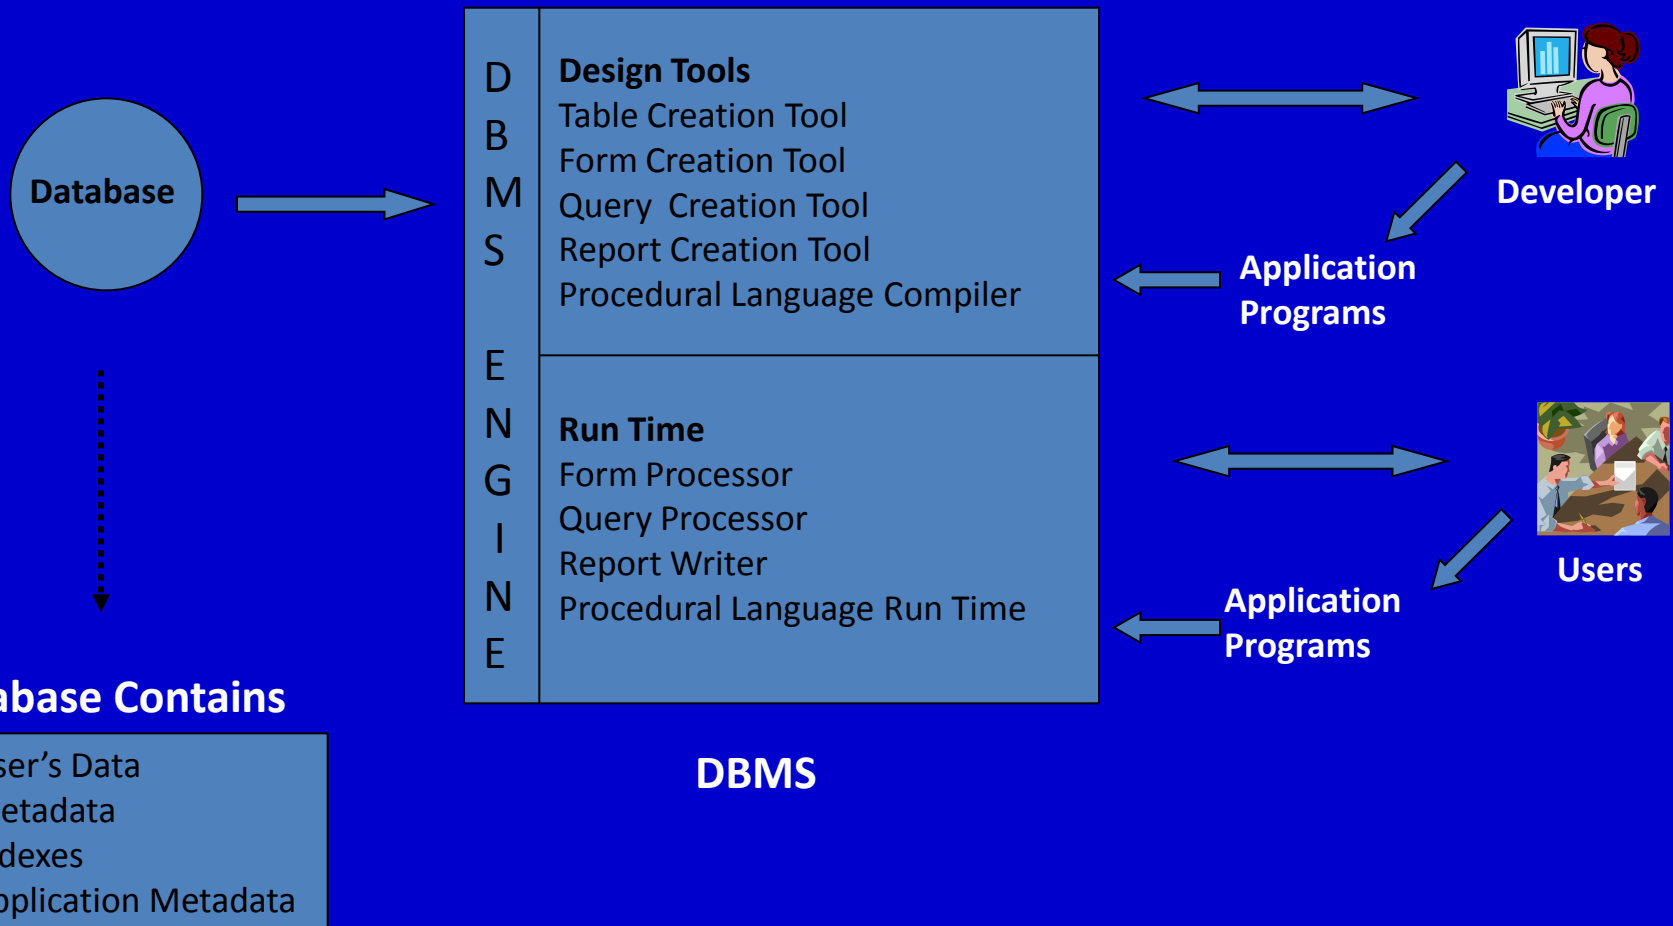 Database
D
B
M
S
E
N
G
I
N
E
Design Tools
Table Creation Tool
Form Creation Tool
Query Creation Tool
Report Creation Tool
Procedural Language Compiler
Run Time
Form Processor
Query Processor
Report Writer
Procedural Language Run Time
Developer
Application
Programs
Users
Application
Programs
abase Contains
ser’s Data
etadata
dexes
pplication Metadata
DBMS